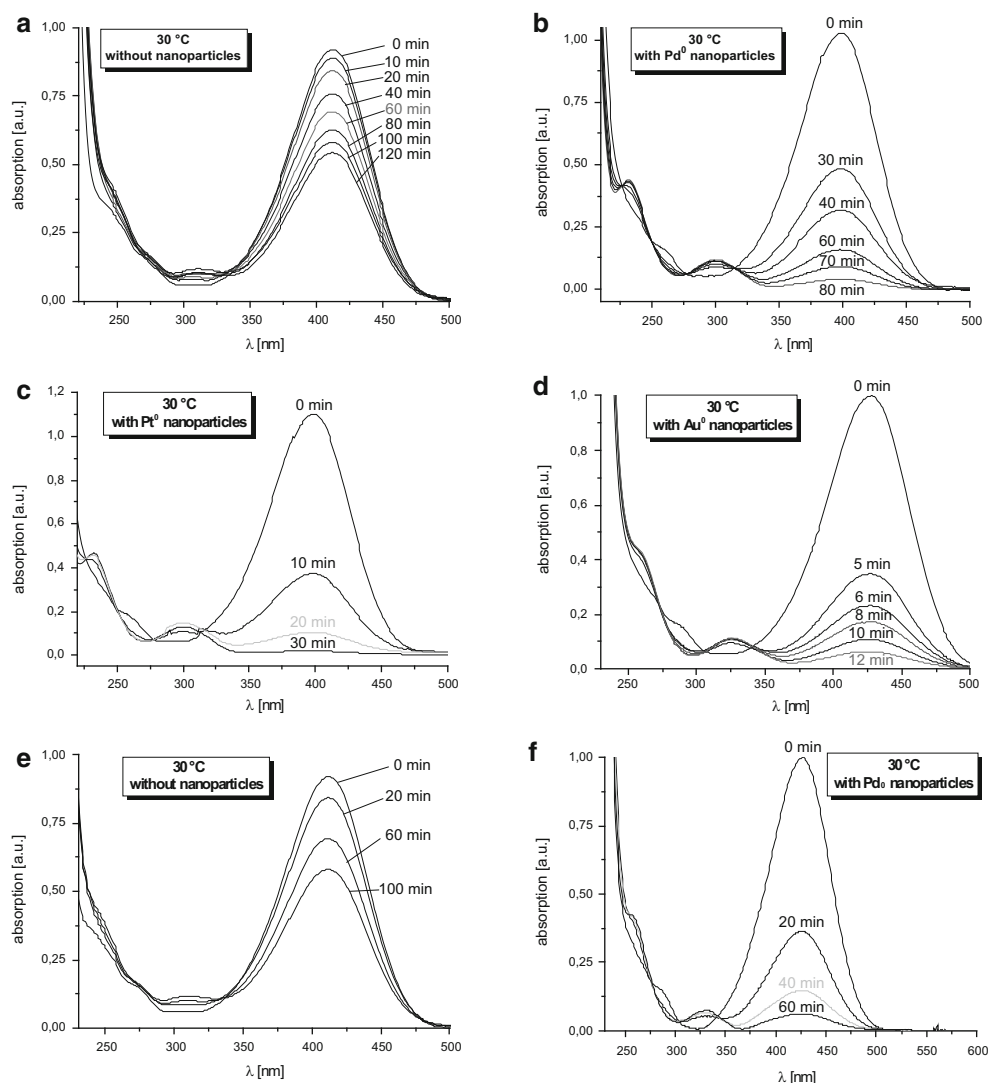 a
30 °C
without nanoparticles
1,00
0,75
0,50
0,25
0,00
absorption [a.u.]
0 min
10 min
20 min
40 min
60 min
80 min
100 min
120 min
250 300 350 400 450 500
λ [nm]
b
30 °C
with Pd⁰ nanoparticles
1,00
0,75
0,50
0,25
0,00
absorption [a.u.]
0 min
30 min
40 min
60 min
70 min
80 min
250 300 350 400 450 500
λ [nm]
c
30 °C
with Pt⁰ nanoparticles
1,2
1,0
0,8
0,6
0,4
0,2
0,0
absorption [a.u.]
0 min
10 min
20 min
30 min
250 300 350 400 450 500
λ [nm]
d
30 °C
with Au⁰ nanoparticles
1,0
0,8
0,6
0,4
0,2
0,0
absorption [a.u.]
0 min
5 min
6 min
8 min
10 min
12 min
250 300 350 400 450 500
λ [nm]
e
30 °C
without nanoparticles
1,00
0,75
0,50
0,25
0,00
absorption [a.u.]
0 min
20 min
60 min
100 min
250 300 350 400 450 500
λ [nm]
f
30 °C
with Pd₀ nanoparticles
1,00
0,75
0,50
0,25
0,00
absorption [a.u.]
0 min
20 min
40 min
60 min
250 300 350 400 450 500 550 600
λ [nm]